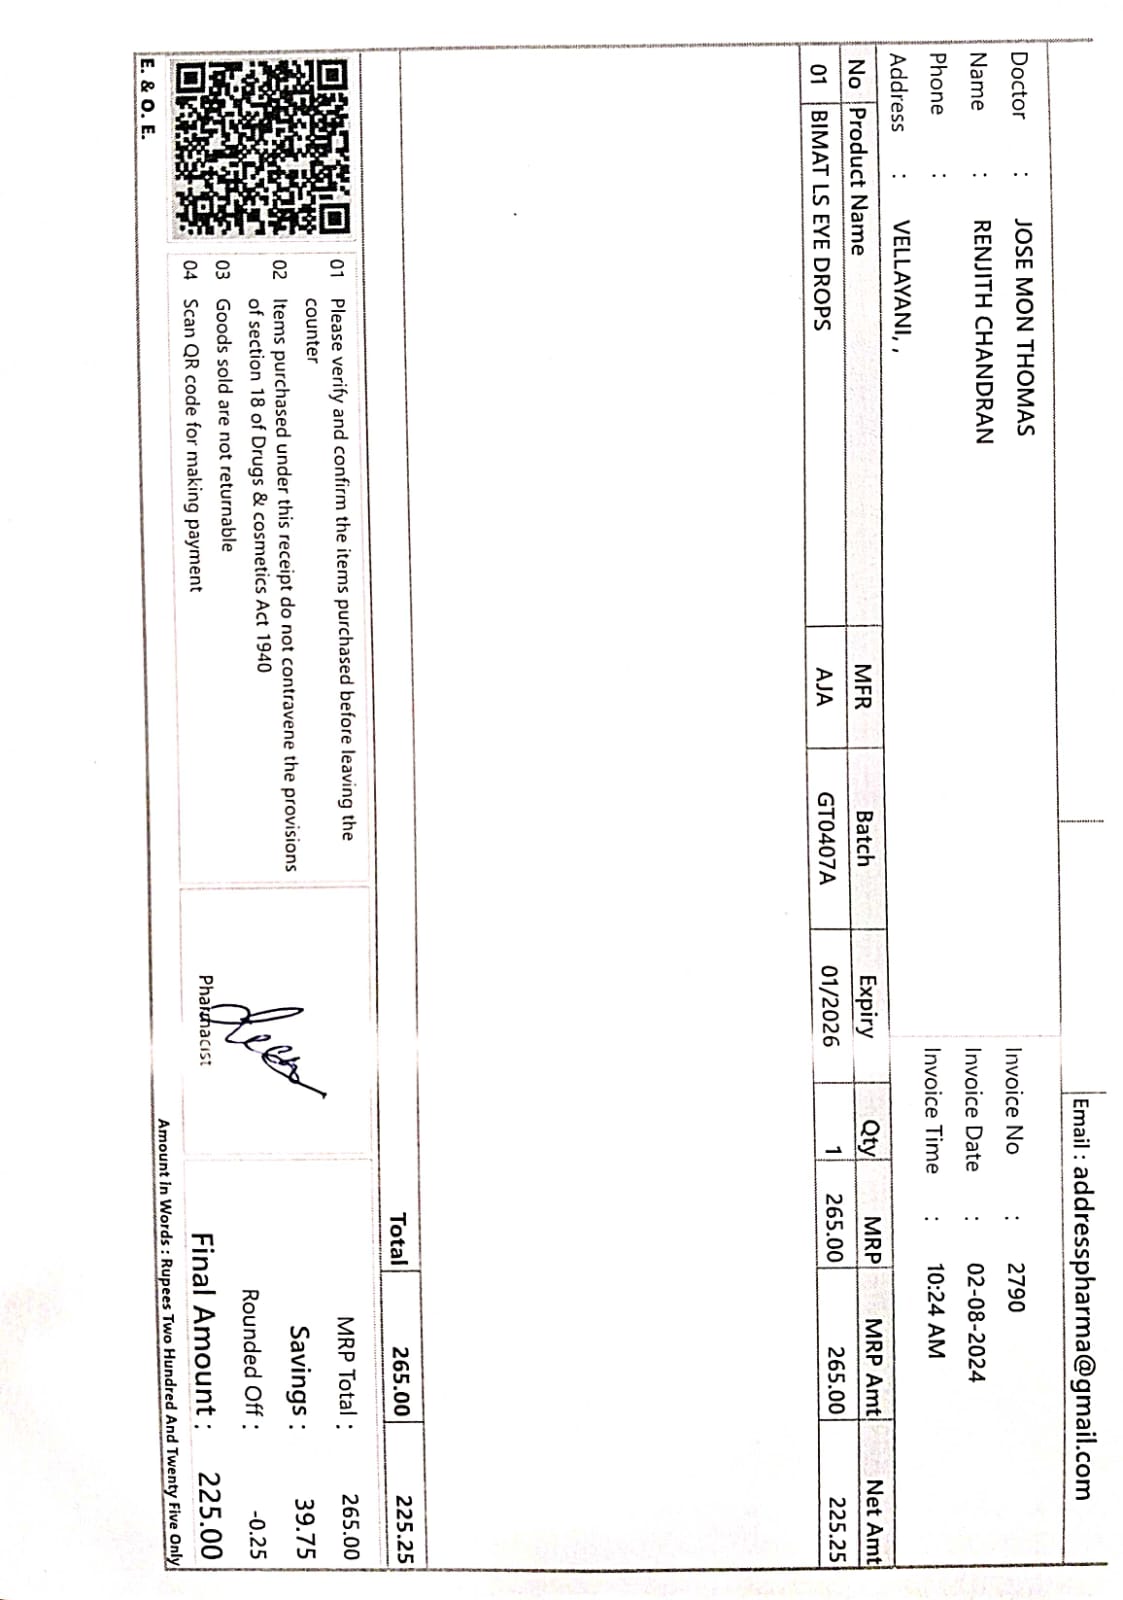 Email : addresspharma@gmail.com
Doctor : JOSE MON THOMAS
Name : RENJITH CHANDRAN
Phone :
Address : VELLAYANI, ,
Invoice No : 2790
Invoice Date : 02-08-2024
Invoice Time : 10:24 AM
No Product Name MFR Batch Expiry Qty MRP MRP Amt Net Amt
01 BIMAT LS EYE DROPS AJA GT0407A 01/2026 1 265.00 265.00 225.25
Total 265.00 225.25
01 Please verify and confirm the items purchased before leaving the
counter
02 Items purchased under this receipt do not contravene the provisions
of section 18 of Drugs & cosmetics Act 1940
03 Goods sold are not returnable
04 Scan QR code for making payment
Pharmacist
MRP Total : 265.00
Savings : 39.75
Rounded Off : -0.25
Final Amount : 225.00
Amount in Words : Rupees Two Hundred And Twenty Five Only
E. & O. E.